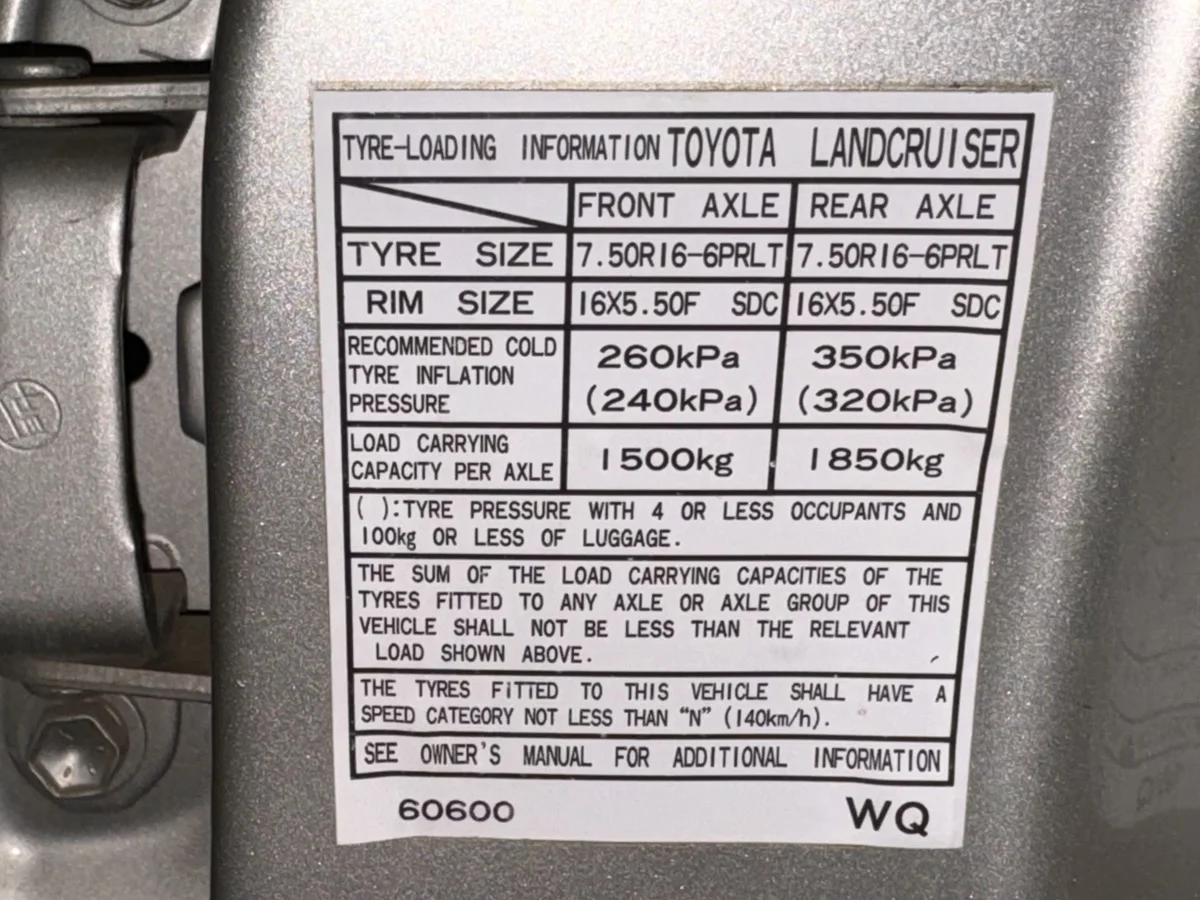 TYRE-LOADING INFORMATION TOYOTA LANDCRUISER
FRONT AXLE REAR AXLE
TYRE SIZE 7.50R16-6PRLT 7.50R16-6PRLT
RIM SIZE 16X5.50F SDC 16X5.50F SDC
RECOMMENDED COLD TYRE INFLATION PRESSURE 260kPa (240kPa) 350kPa (320kPa)
LOAD CARRYING CAPACITY PER AXLE 1500kg 1850kg
( ):TYRE PRESSURE WITH 4 OR LESS OCCUPANTS AND
100kg OR LESS OF LUGGAGE.
THE SUM OF THE LOAD CARRYING CAPACITIES OF THE
TYRES FITTED TO ANY AXLE OR AXLE GROUP OF THIS
VEHICLE SHALL NOT BE LESS THAN THE RELEVANT
LOAD SHOWN ABOVE.
THE TYRES FITTED TO THIS VEHICLE SHALL HAVE A
SPEED CATEGORY NOT LESS THAN “N” (140km/h).
SEE OWNER'S MANUAL FOR ADDITIONAL INFORMATION
60600 WQ